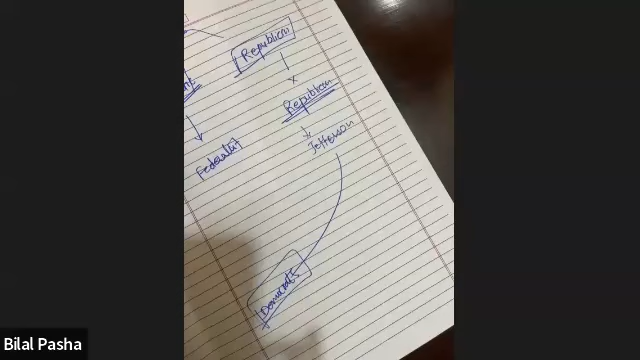 Republican
Republican
Federalist
Jefferson
Democrats
Bilal Pasha